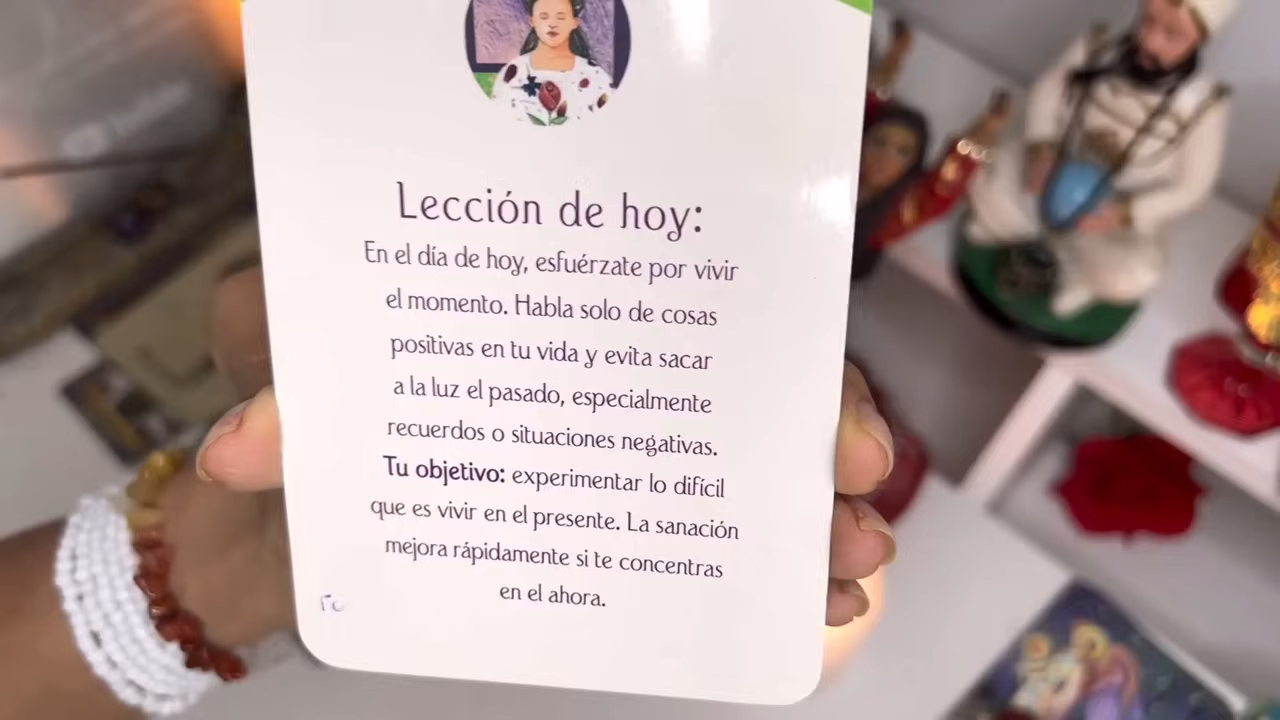 Lección de hoy:
En el día de hoy, esfuérzate por vivir
el momento. Habla solo de cosas
positivas en tu vida y evita sacar
a la luz el pasado, especialmente
recuerdos o situaciones negativas.
Tu objetivo: experimentar lo difícil
que es vivir en el presente. La sanación
mejora rápidamente si te concentras
en el ahora.